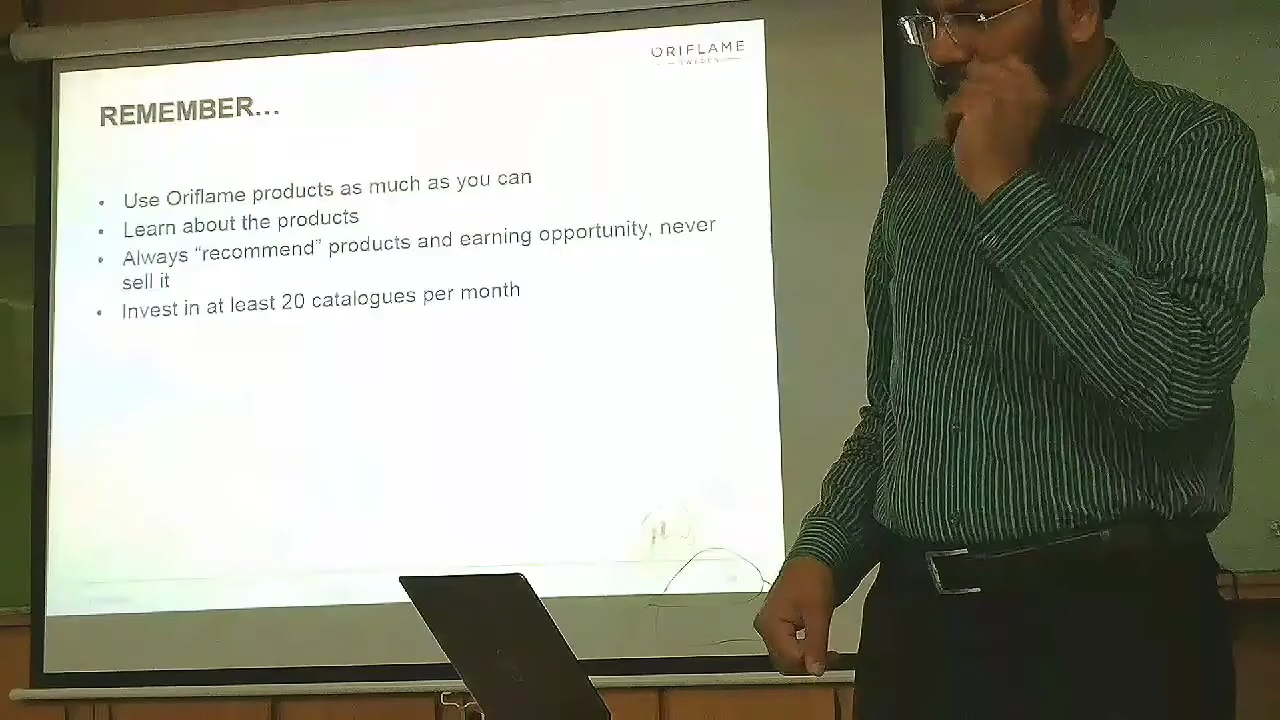 ORIFLAME
SWEDEN
REMEMBER...
• Use Oriflame products as much as you can
• Learn about the products
• Always “recommend” products and earning opportunity, never
sell it
• Invest in at least 20 catalogues per month